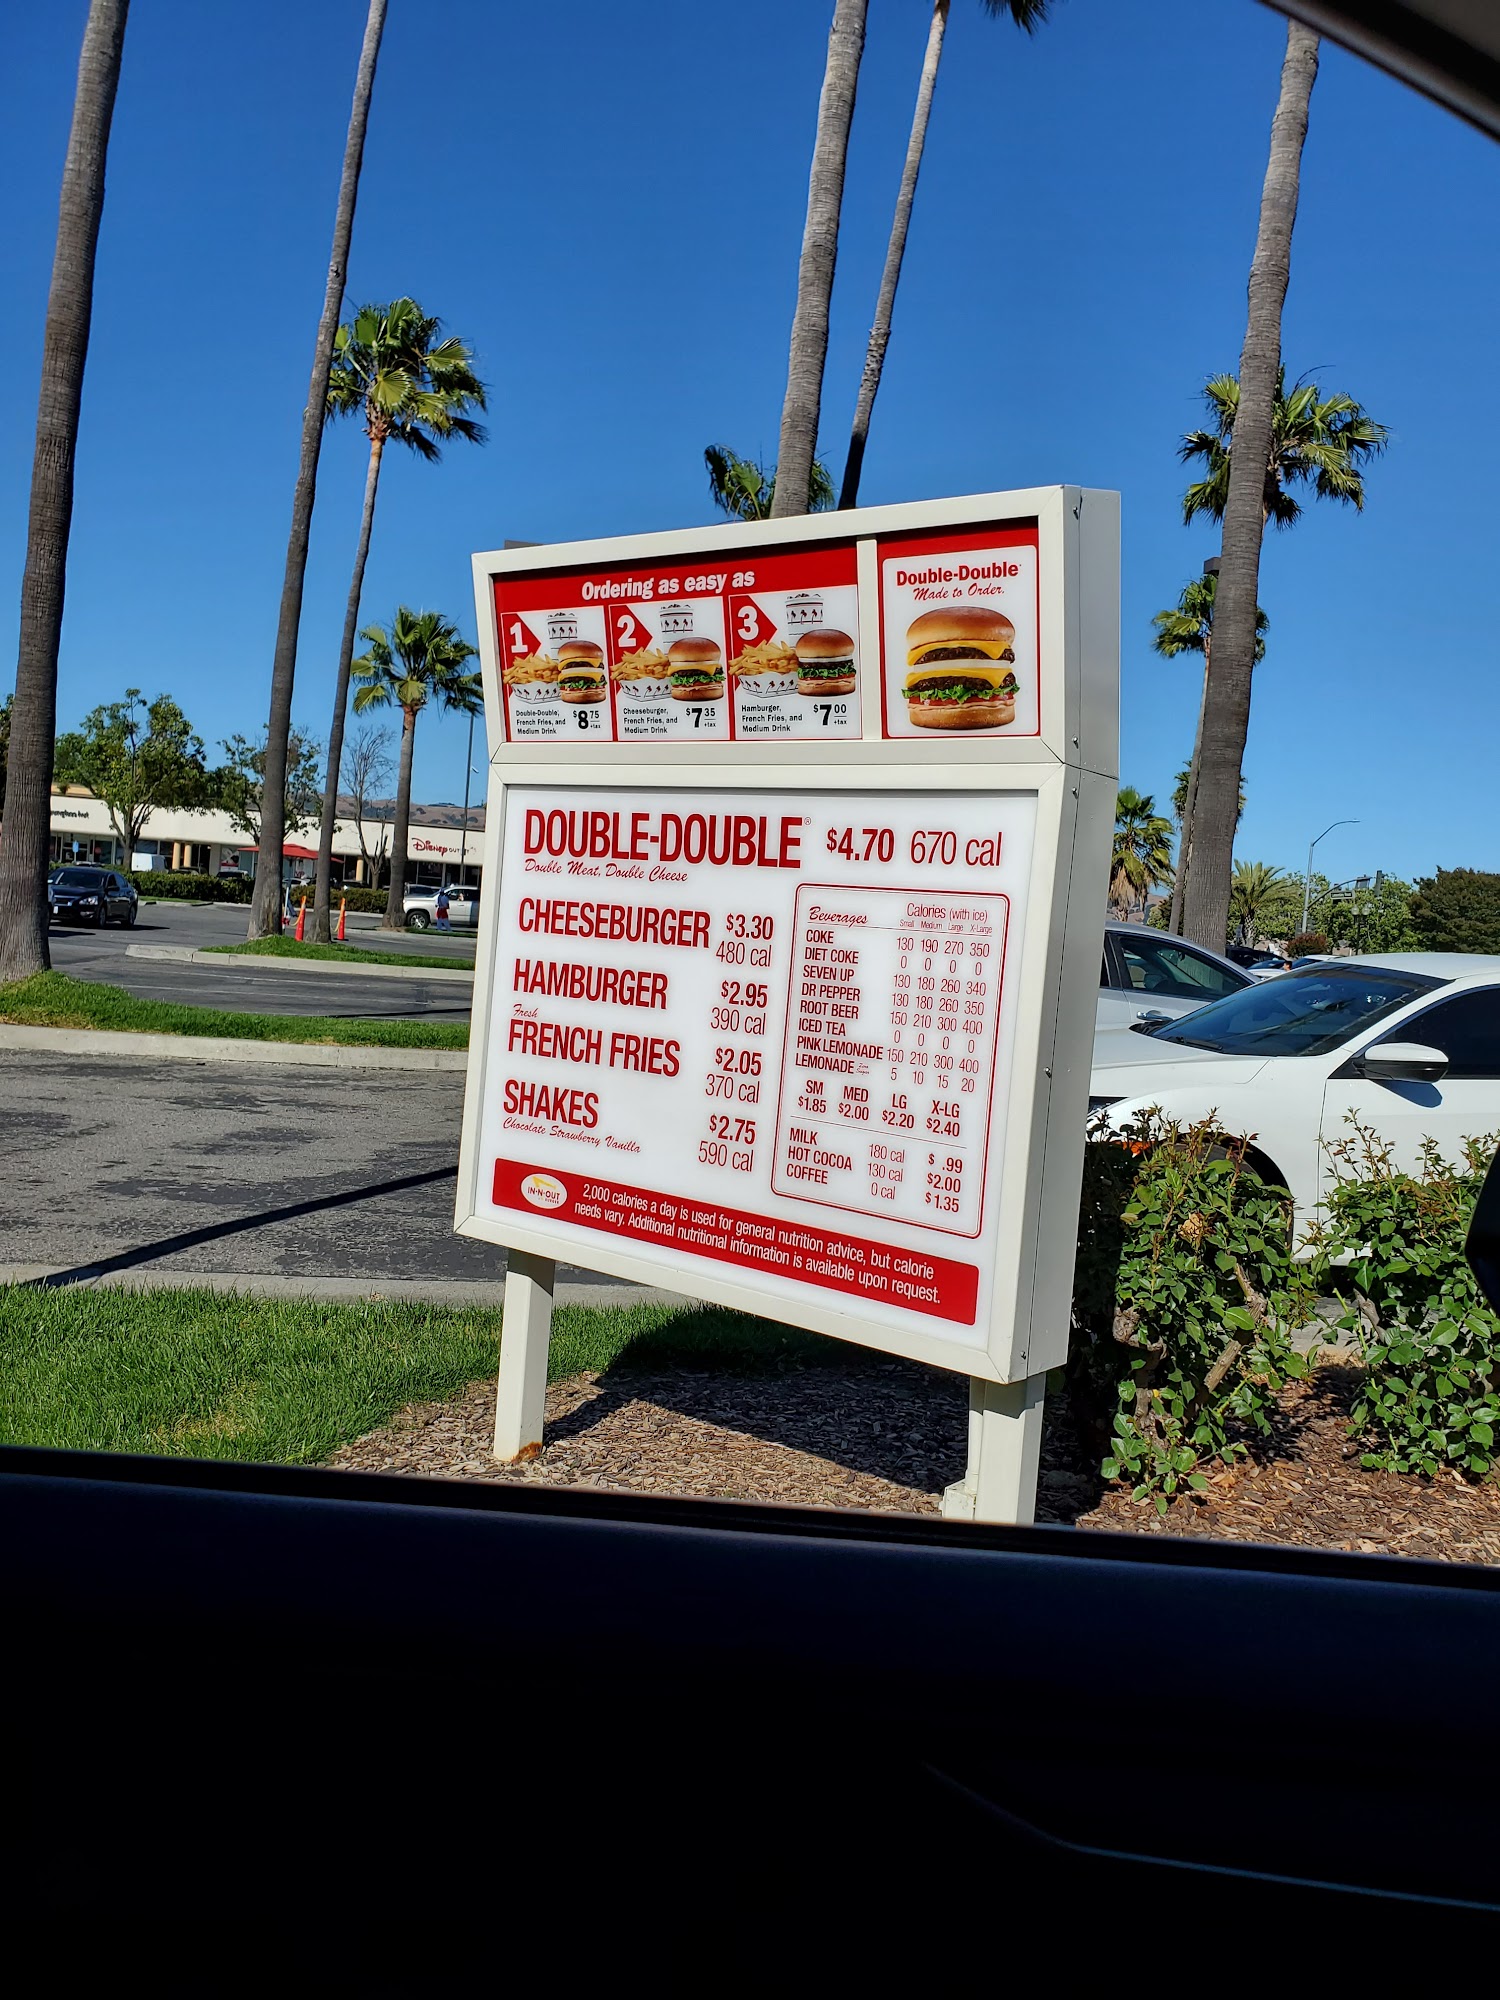 Ordering as easy as
1
Double-Double,
French Fries, and
Medium Drink
$8 75
+tax
2
Cheeseburger,
French Fries, and
Medium Drink
$7 35
+tax
3
Hamburger,
French Fries, and
Medium Drink
$7 00
+tax
Double-Double
Made to Order.
DOUBLE-DOUBLE® $4.70 670 cal
Double Meat, Double Cheese
CHEESEBURGER $3.30
480 cal
HAMBURGER $2.95
390 cal
Fresh
FRENCH FRIES $2.05
370 cal
SHAKES $2.75
Chocolate Strawberry Vanilla
590 cal
Beverages Calories (with ice)
Small Medium Large X-Large
COKE 130 190 270 350
DIET COKE 0 0 0 0
SEVEN UP 130 180 260 340
DR PEPPER 130 180 260 350
ROOT BEER 150 210 300 400
ICED TEA 0 0 0 0
PINK LEMONADE 150 210 300 400
LEMONADE 5 10 15 20
SM MED LG X-LG
$1.85 $2.00 $2.20 $2.40
MILK 180 cal $ .99
HOT COCOA 130 cal $2.00
COFFEE 0 cal $1.35
IN-N-OUT
2,000 calories a day is used for general nutrition advice, but calorie
needs vary. Additional nutritional information is available upon request.
Disney OUTLET